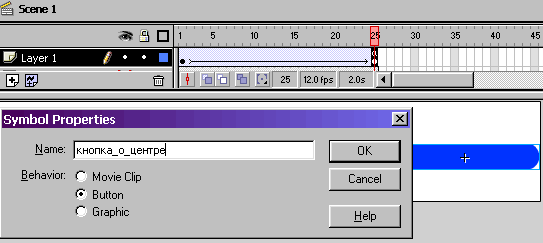 Scene 1
1 5 10 15 20 25 30 35 40 45
Layer 1
25 12.0 fps 2.0s
Symbol Properties
Name: кнопка_о_центре OK
Behavior: Movie Clip Cancel
Button
Graphic Help